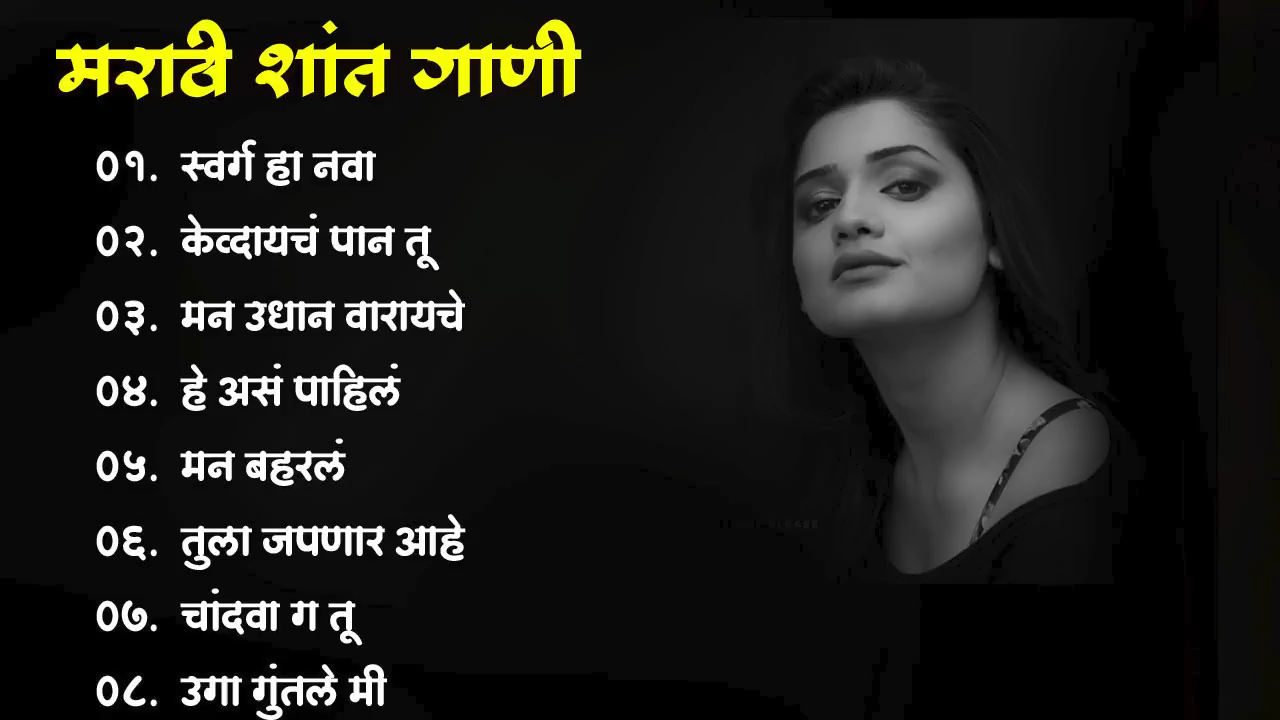 मराठी शांत गाणी
०१. स्वर्ग हा नवा
०२. केव्दायचं पान तू
०३. मन उधान वारायचे
०४. हे असं पाहिलं
०५. मन बहरलं
०६. तुला जपणार आहे
०७. चांदवा ग तू
०८. उगा गुंतले मी